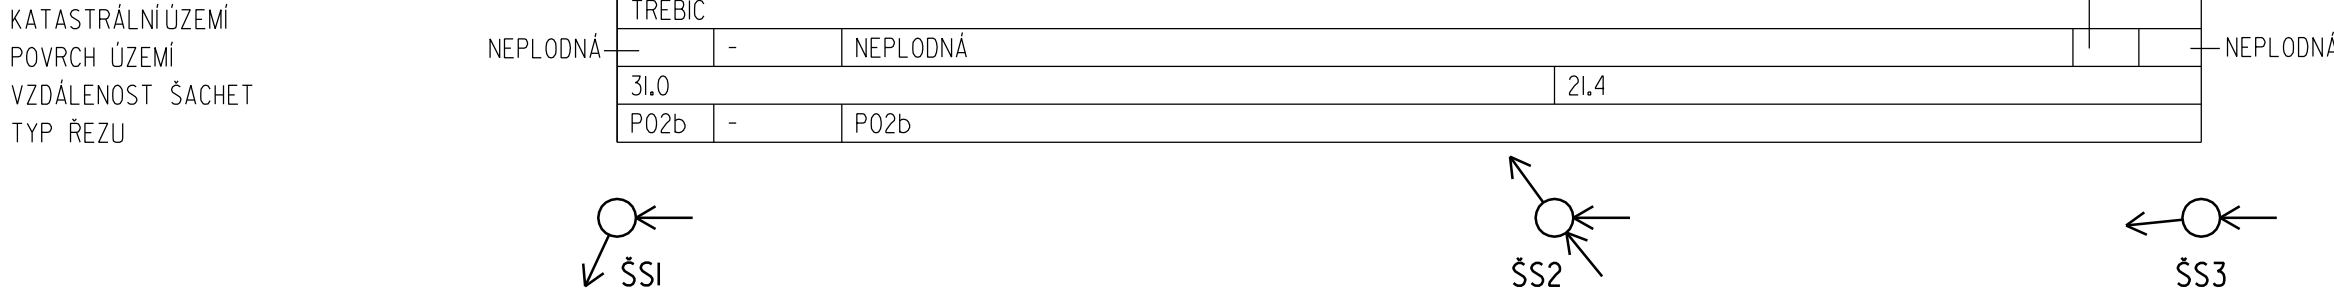 KATASTRÁLNÍ ÚZEMÍ TŘEBÍČ
NEPLODNÁ - NEPLODNÁ NEPLODNÁ
POVRCH ÚZEMÍ
VZDÁLENOST ŠACHET 31.0 21.4
TYP ŘEZU P02b - P02b
ŠS1 ŠS2 ŠS3